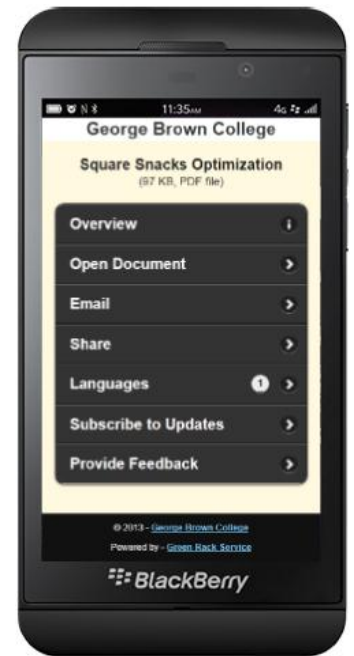 11:35AM 4G
George Brown College
Square Snacks Optimization
(97 KB, PDF file)
Overview
Open Document
Email
Share
Languages 1
Subscribe to Updates
Provide Feedback
© 2013 - George Brown College
Powered by - Green Rack Service
BlackBerry